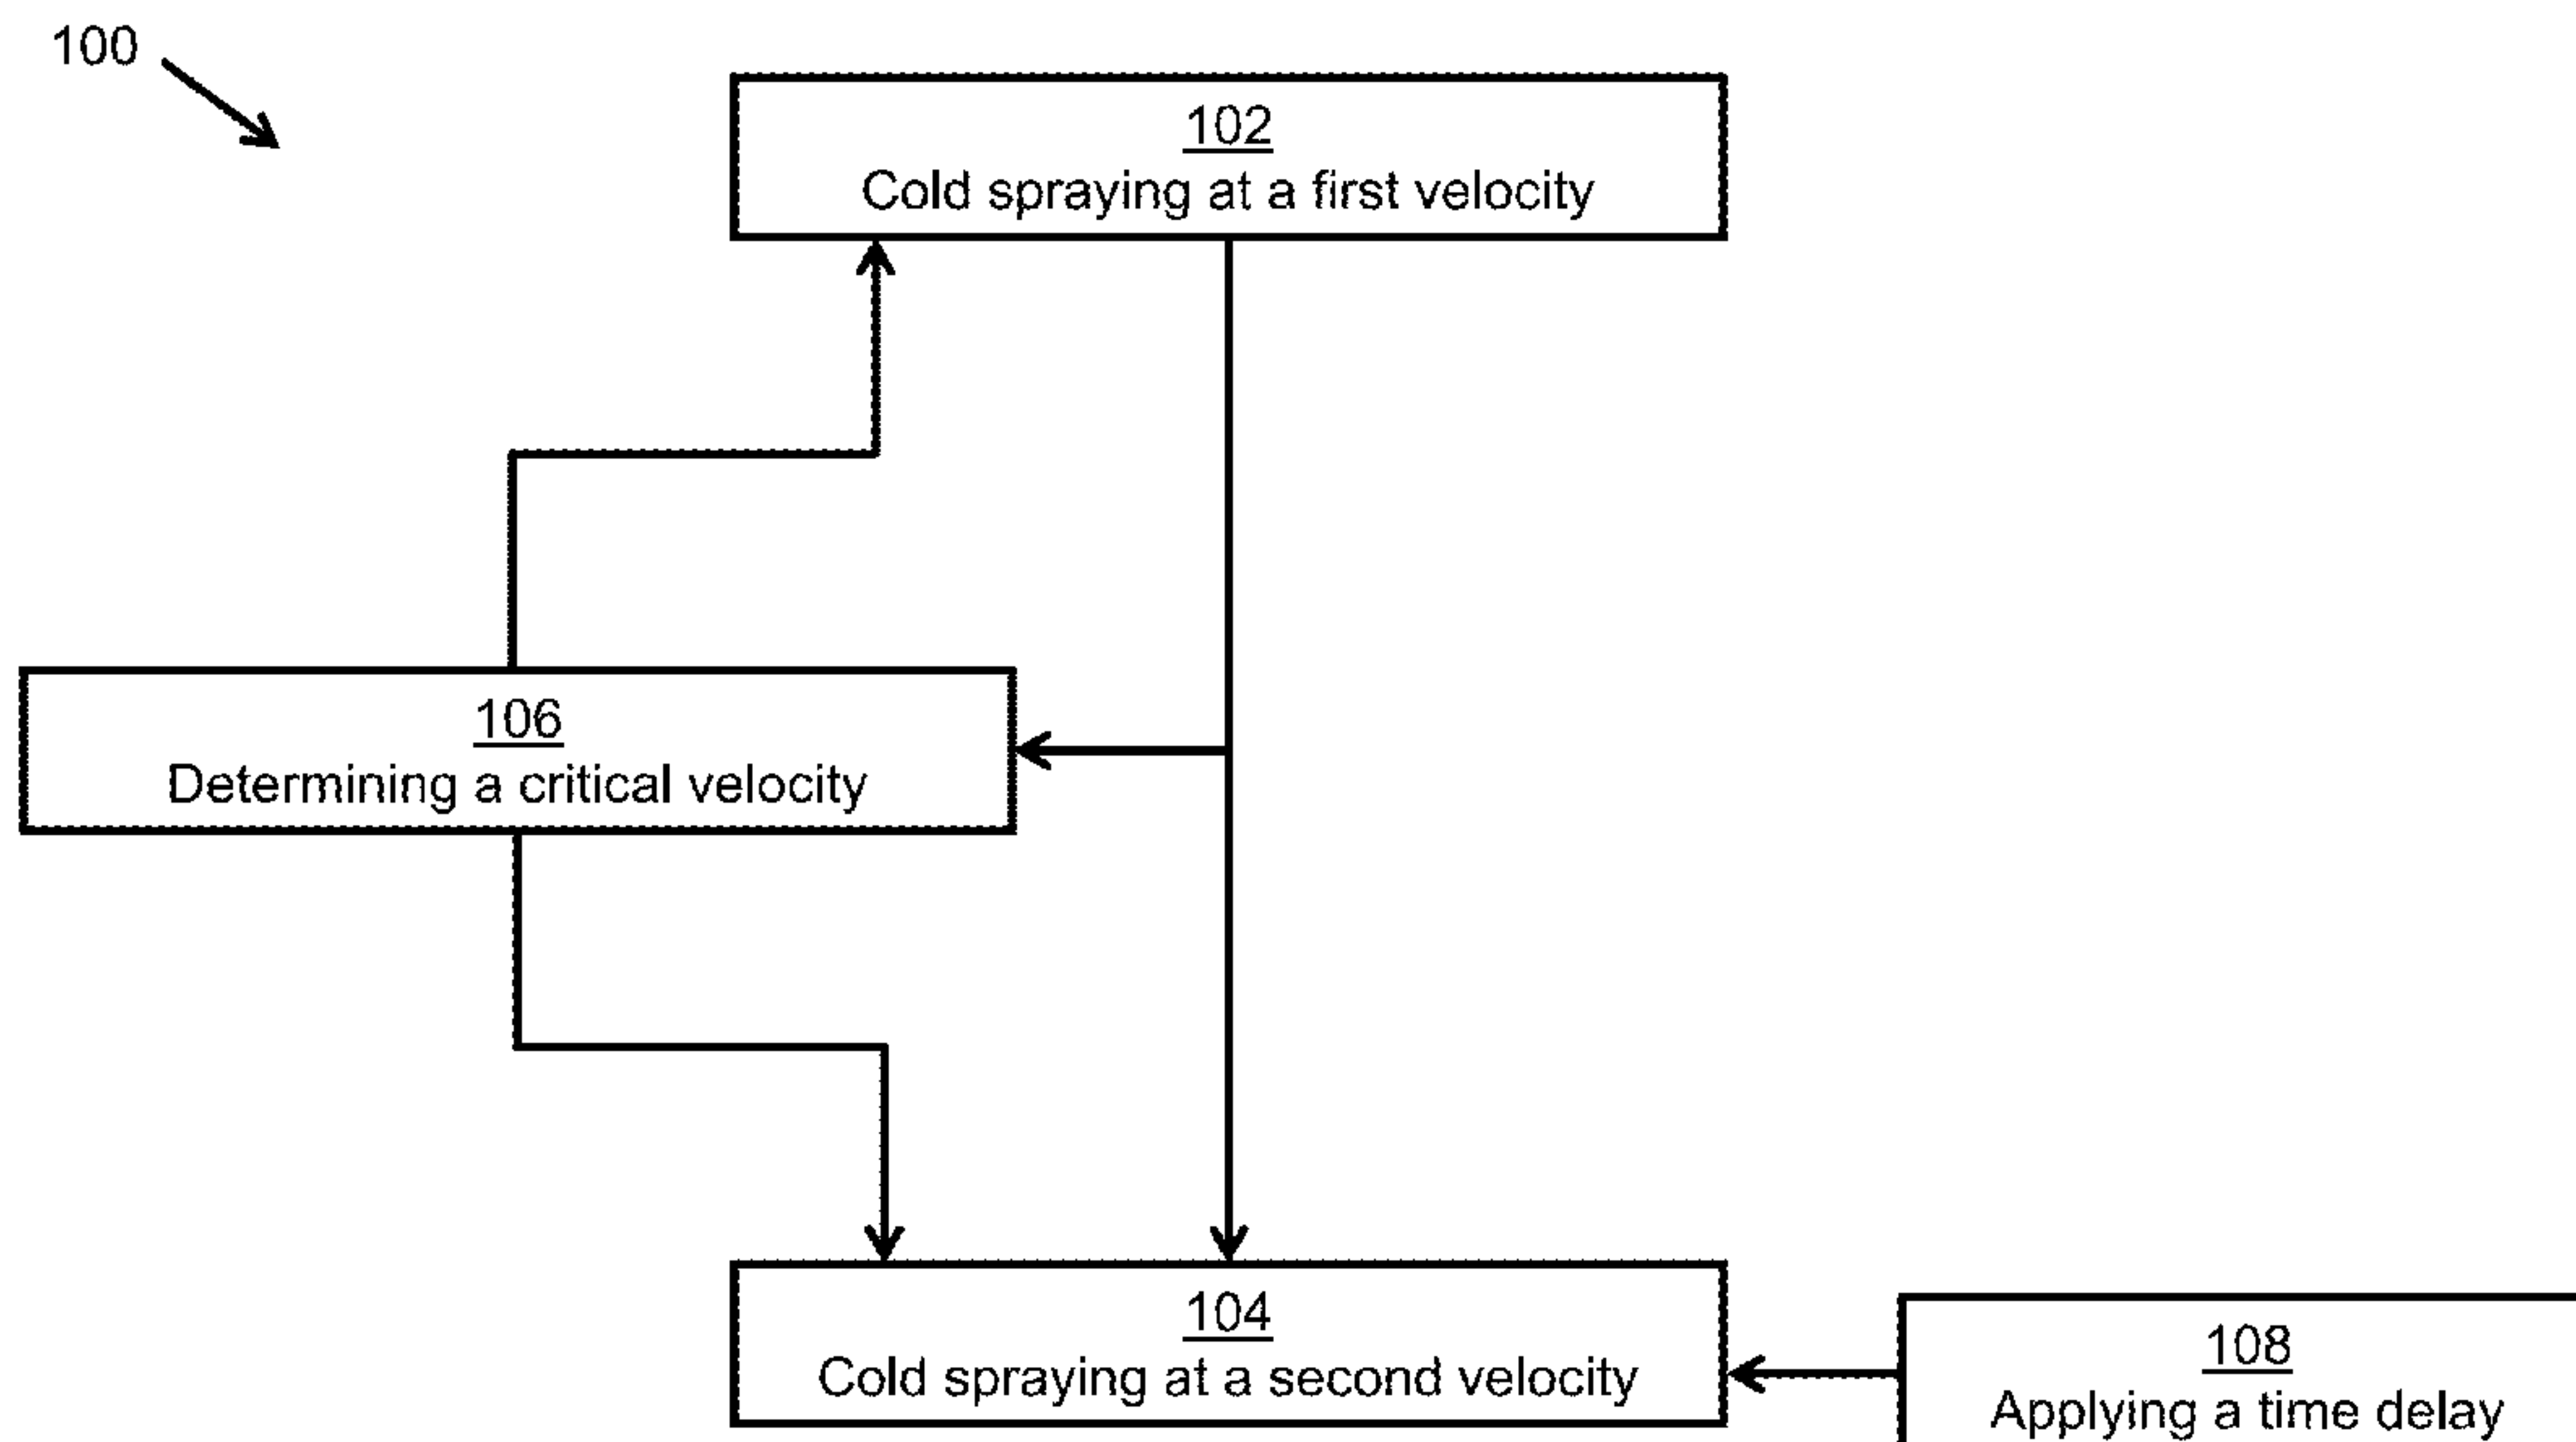 100
102
Cold spraying at a first velocity
106
Determining a critical velocity
104
Cold spraying at a second velocity
108
Applying a time delay